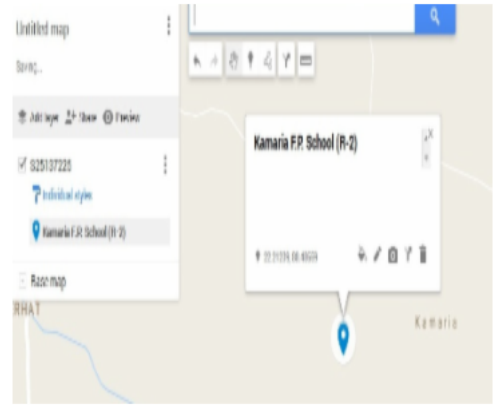 Untitled map
Saving...
Add layer Share Preview
S25137225
Individual styles
Kamaria F.P. School (R-2)
Base map
RHAT
Kamaria F.P. School (R-2)
Kamaria